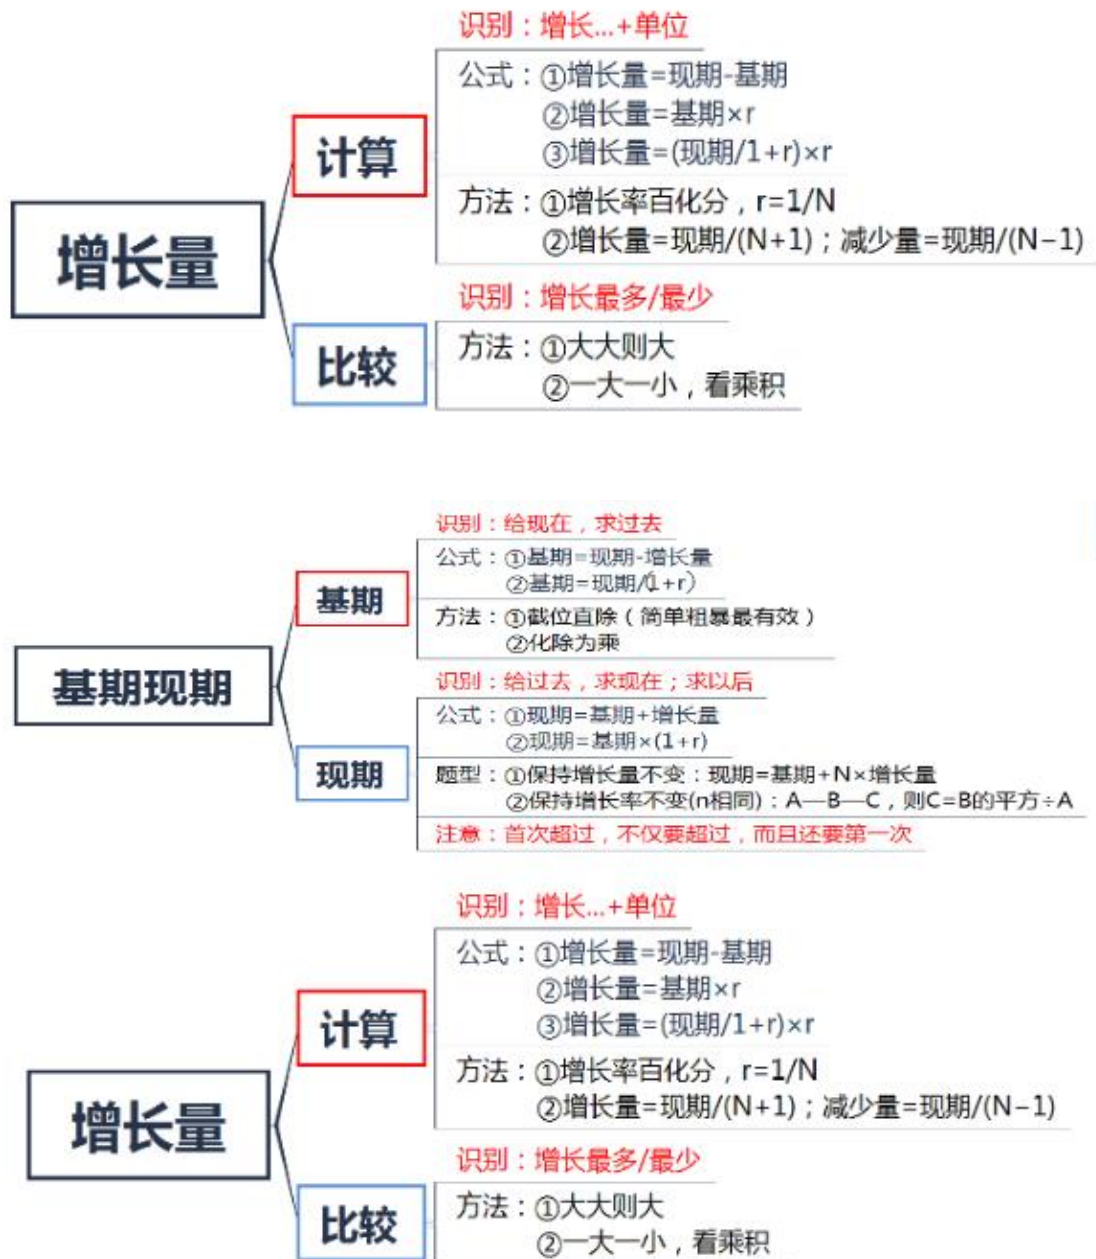 识别：增长...+单位
公式：①增长量=现期-基期
②增长量=基期×r
③增长量=(现期/1+r)×r
计算
方法：①增长率百化分，r=1/N
②增长量=现期/(N+1)；减少量=现期/(N−1)
增长量
识别：增长最多/最少
比较
方法：①大大则大
②一大一小，看乘积
识别：给现在，求过去
公式：①基期=现期-增长量
②基期=现期/(1+r)
基期
方法：①截位直除（简单粗暴最有效）
②化除为乘
基期现期
识别：给过去，求现在；求以后
公式：①现期=基期+增长量
②现期=基期×(1+r)
现期
题型：①保持增长量不变：现期=基期+N×增长量
②保持增长率不变(n相同)：A—B—C，则C=B的平方÷A
注意：首次超过，不仅要超过，而且还要第一次
识别：增长...+单位
公式：①增长量=现期-基期
②增长量=基期×r
③增长量=(现期/1+r)×r
计算
方法：①增长率百化分，r=1/N
②增长量=现期/(N+1)；减少量=现期/(N−1)
增长量
识别：增长最多/最少
比较
方法：①大大则大
②一大一小，看乘积